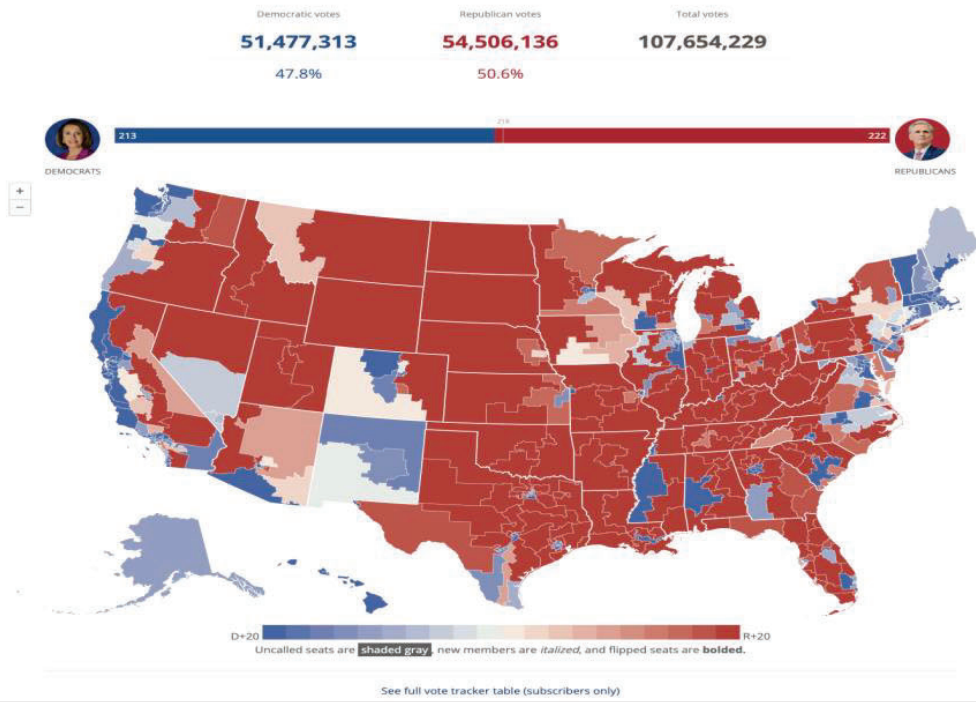 Democratic votes Republican votes Total votes
51,477,313 54,506,136 107,654,229
47.8% 50.6%
218
213 222
DEMOCRATS REPUBLICANS
+
−
D+20 R+20
Uncalled seats are shaded gray, new members are italized, and flipped seats are bolded.
See full vote tracker table (subscribers only)